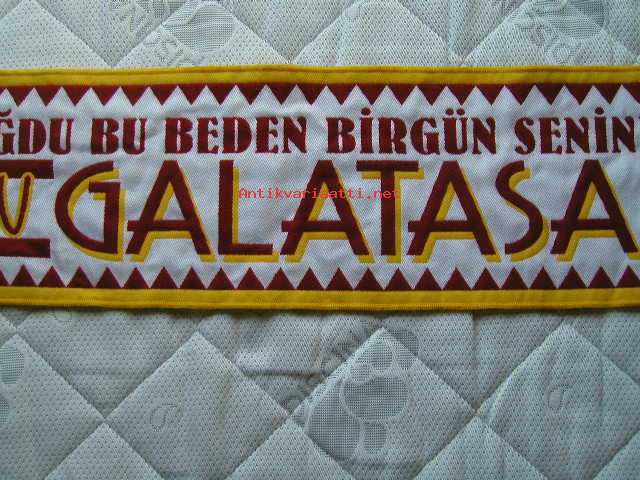 ĞDU BU BEDEN BİRGÜN SENİN
U GALATASA
Antikvariaatti.net